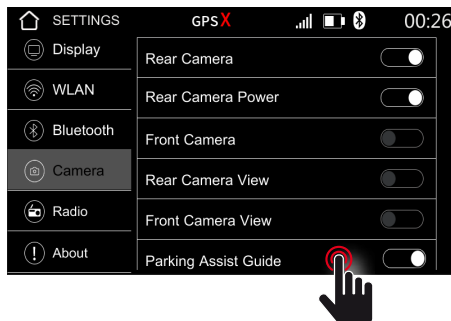 SETTINGS GPSX 00:26
Display
WLAN
Bluetooth
Camera
Radio
About
Rear Camera
Rear Camera Power
Front Camera
Rear Camera View
Front Camera View
Parking Assist Guide